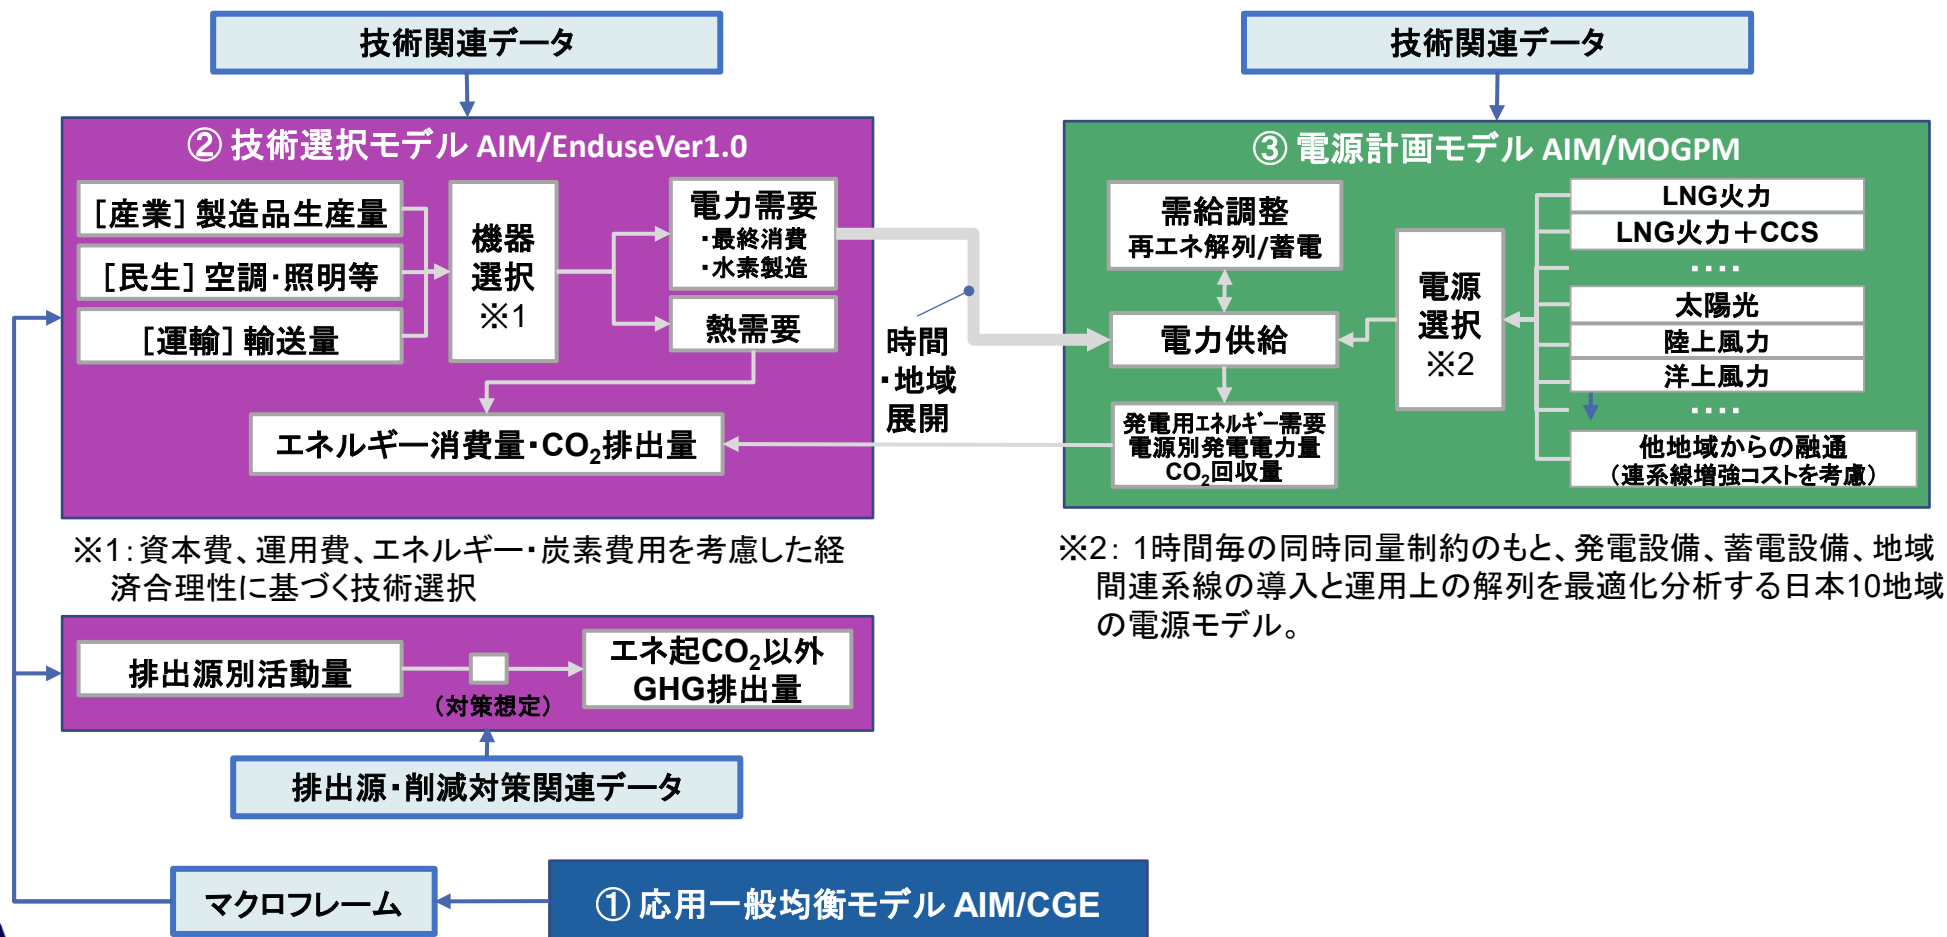 技術関連データ
② 技術選択モデル AIM/EnduseVer1.0
［産業］製造品生産量
［民生］空調・照明等
［運輸］輸送量
機器
選択
※1
電力需要
・最終消費
・水素製造
熱需要
エネルギー消費量・CO₂排出量
※1：資本費、運用費、エネルギー・炭素費用を考慮した経
済合理性に基づく技術選択
時間
・地域
展開
技術関連データ
③ 電源計画モデル AIM/MOGPM
需給調整
再エネ解列/蓄電
電力供給
発電用エネルギー需要
電源別発電電力量
CO₂回収量
電源
選択
※2
LNG火力
LNG火力＋CCS
‥‥
太陽光
陸上風力
洋上風力
‥‥
他地域からの融通
（連系線増強コストを考慮）
※2： 1時間毎の同時同量制約のもと、発電設備、蓄電設備、地域
間連系線の導入と運用上の解列を最適化分析する日本10地域
の電源モデル。
排出源別活動量
（対策想定）
エネ起CO₂以外
GHG排出量
排出源・削減対策関連データ
マクロフレーム
① 応用一般均衡モデル AIM/CGE